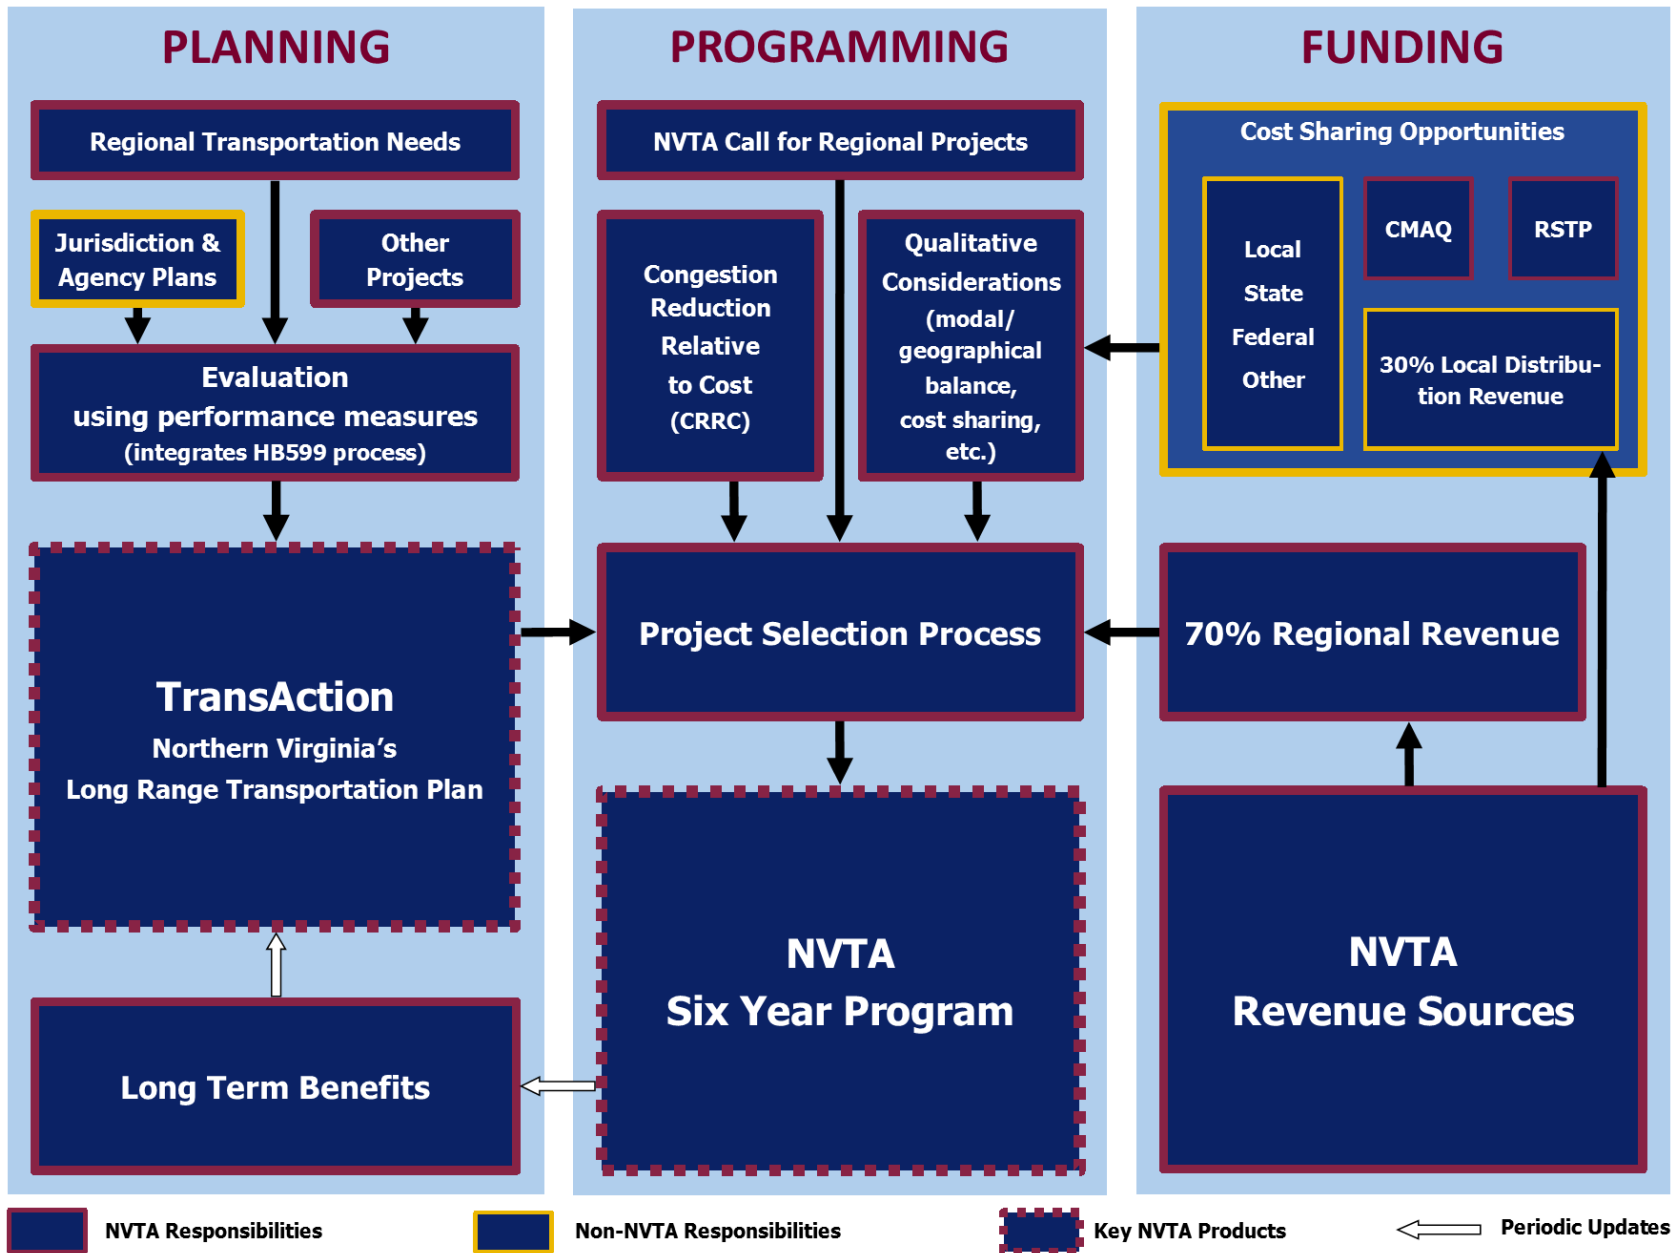 PLANNING
Regional Transportation Needs
Jurisdiction &
Agency Plans
Other
Projects
Evaluation
using performance measures
(integrates HB599 process)
TransAction
Northern Virginia’s
Long Range Transportation Plan
Long Term Benefits
PROGRAMMING
NVTA Call for Regional Projects
Congestion
Reduction
Relative
to Cost
(CRRC)
Qualitative
Considerations
(modal/
geographical
balance,
cost sharing,
etc.)
Project Selection Process
NVTA
Six Year Program
FUNDING
Cost Sharing Opportunities
Local
State
Federal
Other
CMAQ
RSTP
30% Local Distribu-
tion Revenue
70% Regional Revenue
NVTA
Revenue Sources
NVTA Responsibilities
Non-NVTA Responsibilities
Key NVTA Products
Periodic Updates